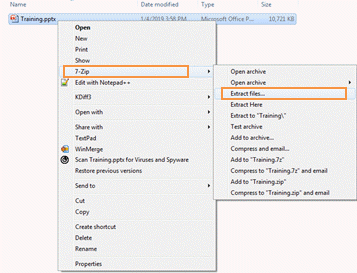 Date modified Type Size
Training.pptx 1/4/2019 3:58 PM Microsoft Office P... 10,721 KB
Open
New
Print
Show
7-Zip
Edit with Notepad++
KDiff3
Open with
Share with
TextPad
WinMerge
Scan Training.pptx for Viruses and Spyware
Restore previous versions
Send to
Cut
Copy
Create shortcut
Delete
Rename
Properties
Open archive
Open archive
Extract files...
Extract Here
Extract to "Training\"
Test archive
Add to archive...
Compress and email...
Add to "Training.7z"
Compress to "Training.7z" and email
Add to "Training.zip"
Compress to "Training.zip" and email